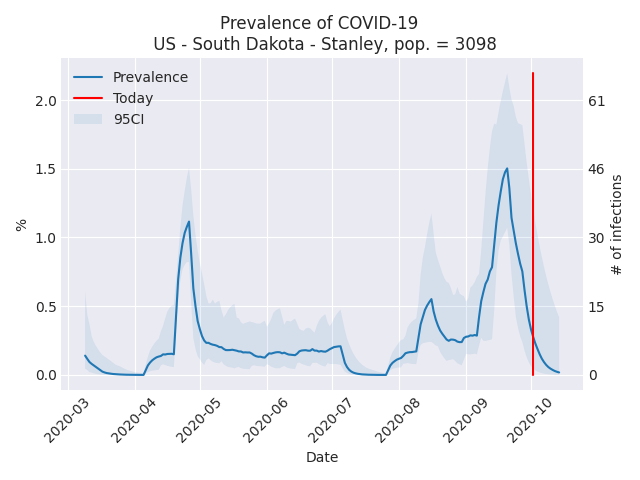 Prevalence of COVID-19
US - South Dakota - Stanley, pop. = 3098
Prevalence
Today
95CI
%
2.0
1.5
1.0
0.5
0.0
61
46
30
15
0
# of infections
2020-03
2020-04
2020-05
2020-06
2020-07
2020-08
2020-09
2020-10
Date